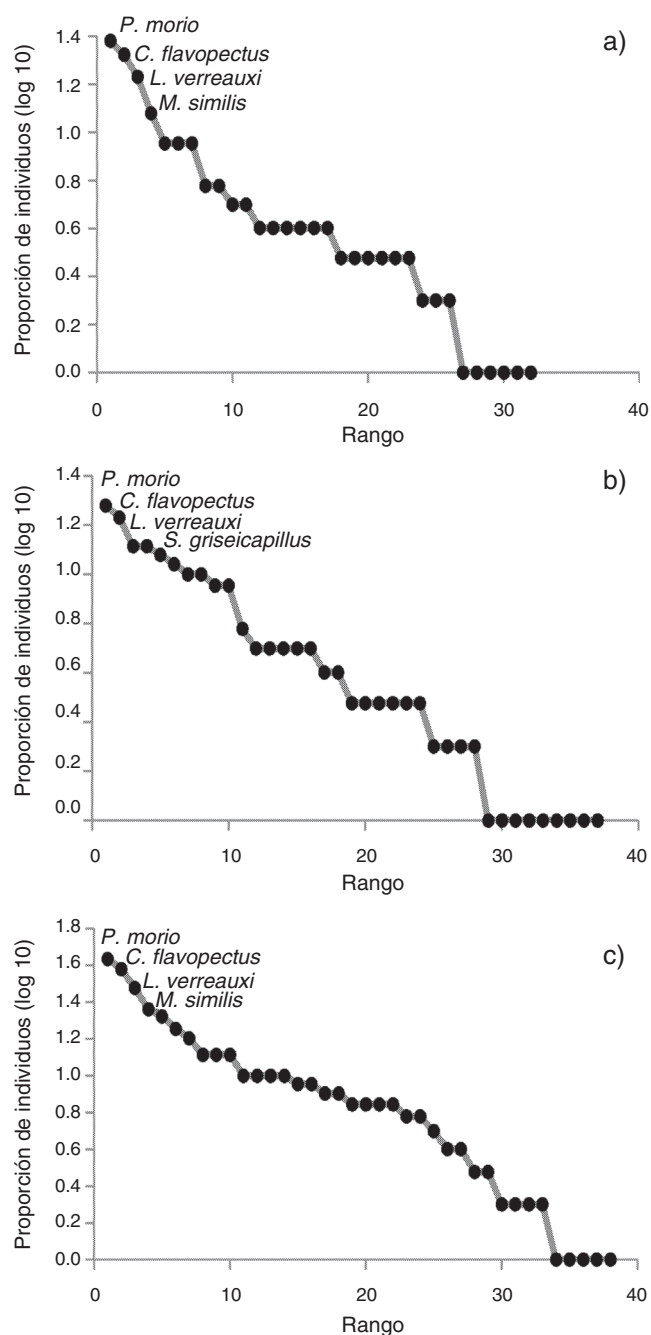 a)
Proporción de individuos (log 10)
1.4
1.2
1.0
0.8
0.6
0.4
0.2
0.0
P. morio
C. flavopectus
L. verreauxi
M. similis
0 10 20 30 40
Rango
b)
Proporción de individuos (log 10)
1.4
1.2
1.0
0.8
0.6
0.4
0.2
0.0
P. morio
C. flavopectus
L. verreauxi
S. griseicapillus
0 10 20 30 40
Rango
c)
Proporción de individuos (log 10)
1.8
1.6
1.4
1.2
1.0
0.8
0.6
0.4
0.2
0.0
P. morio
C. flavopectus
L. verreauxi
M. similis
0 10 20 30 40
Rango